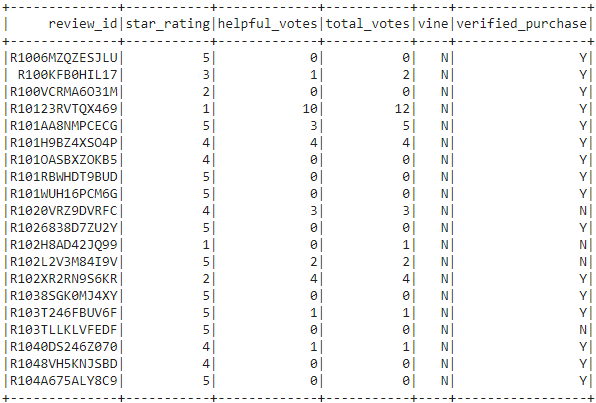 +--------------+-----------+-------------+-----------+----+-----------------+
|     review_id|star_rating|helpful_votes|total_votes|vine|verified_purchase|
+--------------+-----------+-------------+-----------+----+-----------------+
|R1006MZQZESJLU|          5|            0|          0|   N|                Y|
| R100KFB0HIL17|          3|            1|          2|   N|                Y|
|R100VCRMA6O31M|          2|            0|          0|   N|                Y|
|R10123RVTQX469|          1|           10|         12|   N|                Y|
|R101AA8NMPCECG|          5|            3|          5|   N|                Y|
|R101H9BZ4XSO4P|          4|            4|          4|   N|                Y|
|R101OASBXZOKB5|          4|            0|          0|   N|                Y|
|R101RBWHDT9BUD|          5|            0|          0|   N|                Y|
|R101WUH16PCM6G|          5|            0|          0|   N|                Y|
|R1020VRZ9DVRFC|          4|            3|          3|   N|                N|
|R1026838D7ZU2Y|          5|            0|          0|   N|                Y|
|R102H8AD42JQ99|          1|            0|          1|   N|                N|
|R102L2V3M84I9V|          5|            2|          2|   N|                N|
|R102XR2RN9S6KR|          2|            4|          4|   N|                Y|
|R1038SGK0MJ4XY|          5|            0|          0|   N|                Y|
|R103T246FBUV6F|          5|            1|          1|   N|                Y|
|R103TLLKLVFEDF|          5|            0|          0|   N|                N|
|R1040DS246Z070|          4|            1|          1|   N|                Y|
|R1048VH5KNJSBD|          4|            0|          0|   N|                Y|
|R104A675ALY8C9|          5|            0|          0|   N|                Y|
+--------------+-----------+-------------+-----------+----+-----------------+